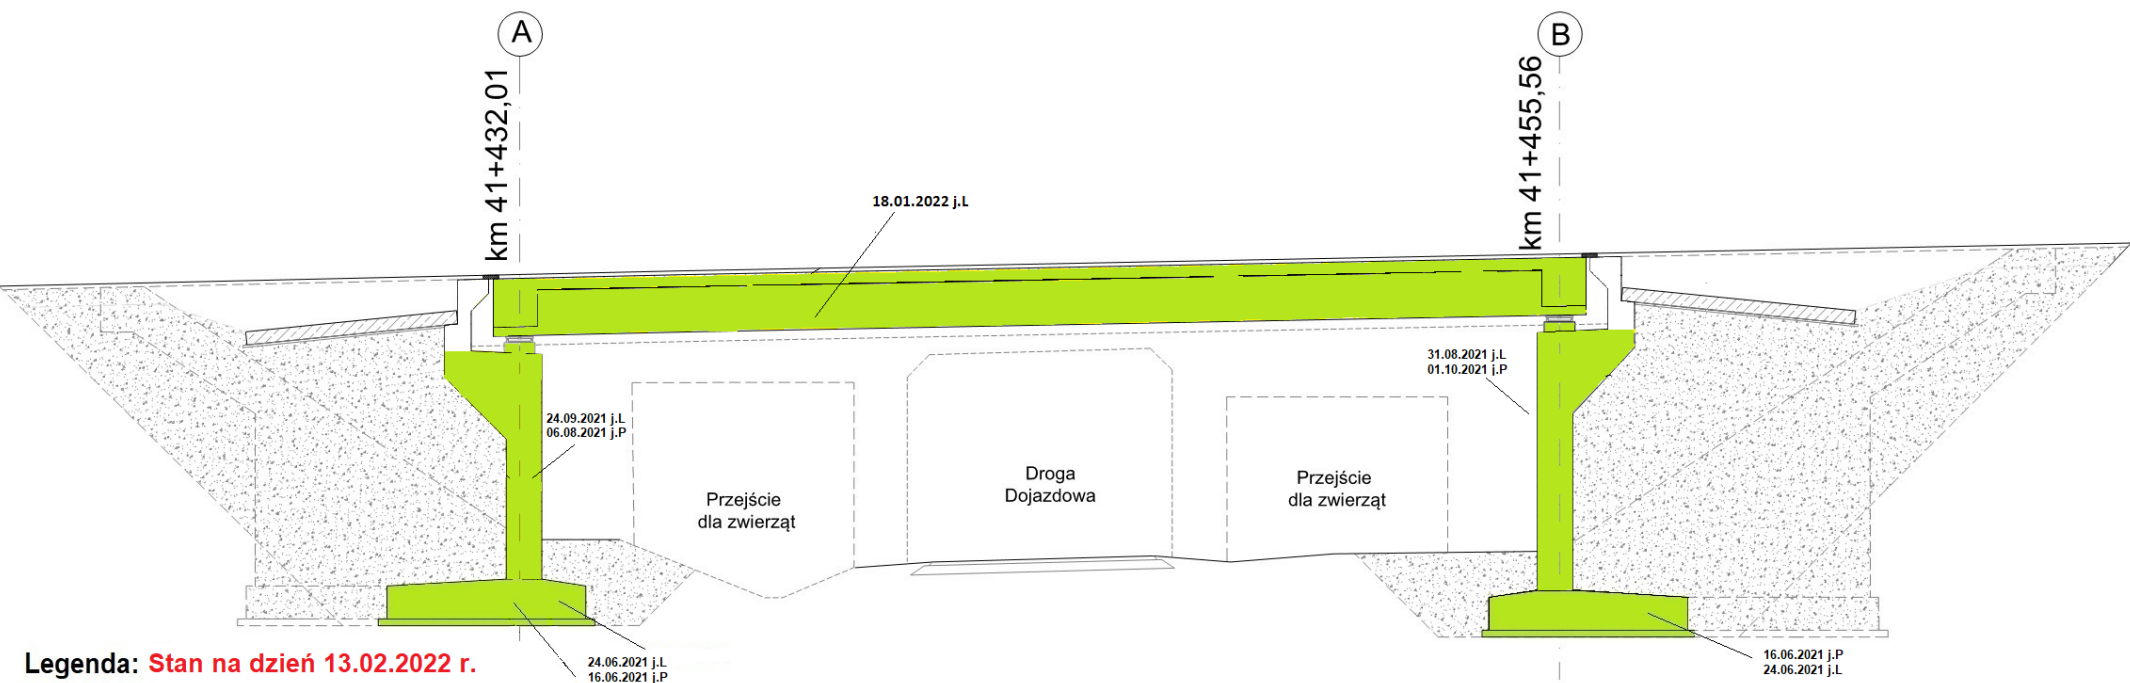 A
B
km 41+432,01
km 41+455,56
18.01.2022 j.L
31.08.2021 j.L
01.10.2021 j.P
24.09.2021 j.L
06.08.2021 j.P
Przejście
dla zwierząt
Droga
Dojazdowa
Przejście
dla zwierząt
24.06.2021 j.L
16.06.2021 j.P
16.06.2021 j.P
24.06.2021 j.L
Legenda: Stan na dzień 13.02.2022 r.